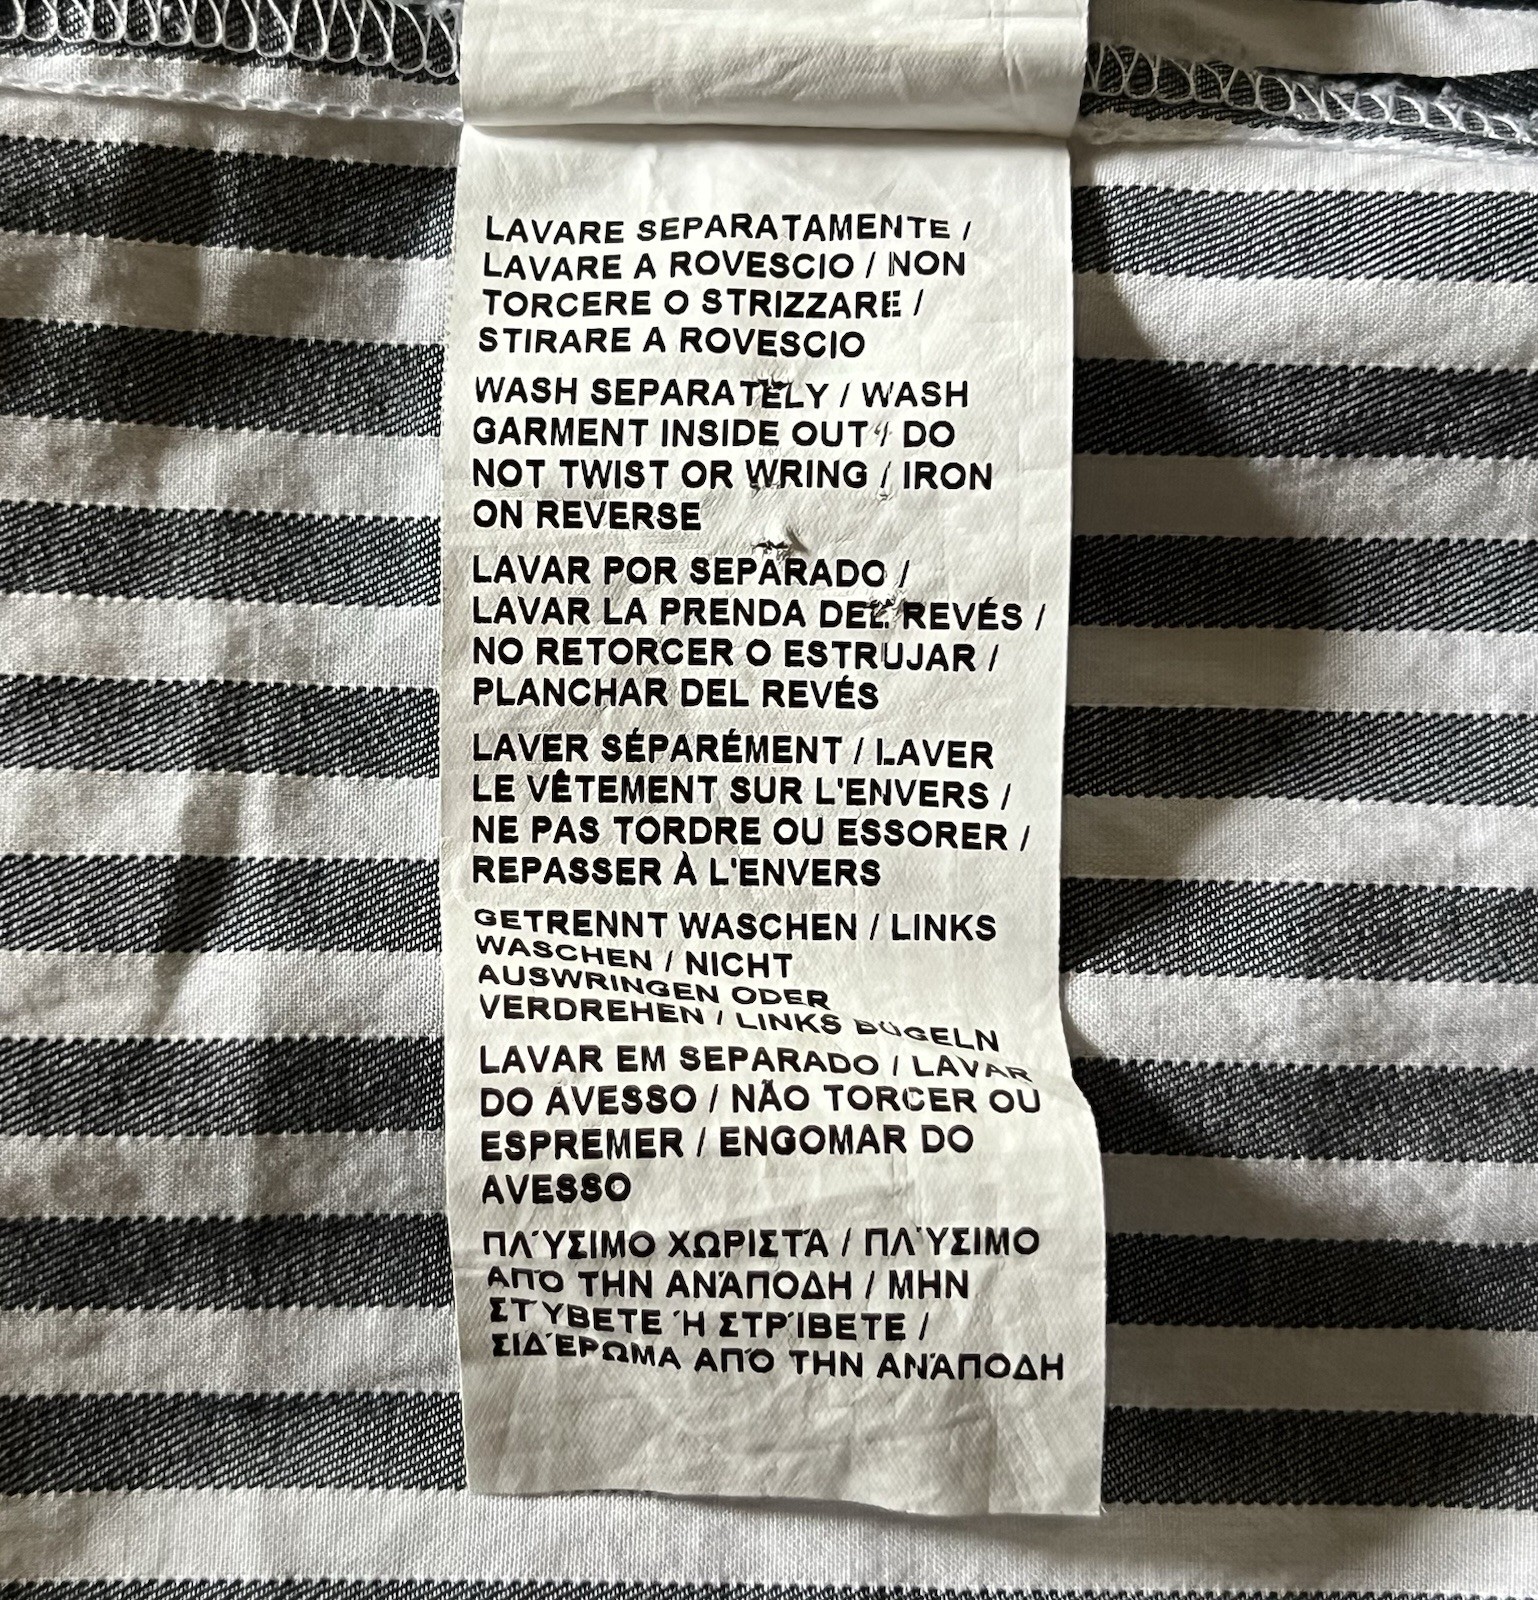 LAVARE SEPARATAMENTE /
LAVARE A ROVESCIO / NON
TORCERE O STRIZZARE /
STIRARE A ROVESCIO
WASH SEPARATELY / WASH
GARMENT INSIDE OUT / DO
NOT TWIST OR WRING / IRON
ON REVERSE
LAVAR POR SEPARADO /
LAVAR LA PRENDA DEL REVÉS /
NO RETORCER O ESTRUJAR /
PLANCHAR DEL REVÉS
LAVER SÉPARÉMENT / LAVER
LE VÊTEMENT SUR L'ENVERS /
NE PAS TORDRE OU ESSORER /
REPASSER À L'ENVERS
GETRENNT WASCHEN / LINKS
WASCHEN / NICHT
AUSWRINGEN ODER
VERDREHEN / LINKS BÜGELN
LAVAR EM SEPARADO / LAVAR
DO AVESSO / NÃO TORCER OU
ESPREMER / ENGOMAR DO
AVESSO
ΠΛΎΣΙΜΟ ΧΩΡΙΣΤΆ / ΠΛΎΣΙΜΟ
ΑΠΌ ΤΗΝ ΑΝΆΠΟΔΗ / ΜΗΝ
ΣΤΎΒΕΤΕ Ή ΣΤΡΊΒΕΤΕ /
ΣΙΔΈΡΩΜΑ ΑΠΌ ΤΗΝ ΑΝΆΠΟΔΗ